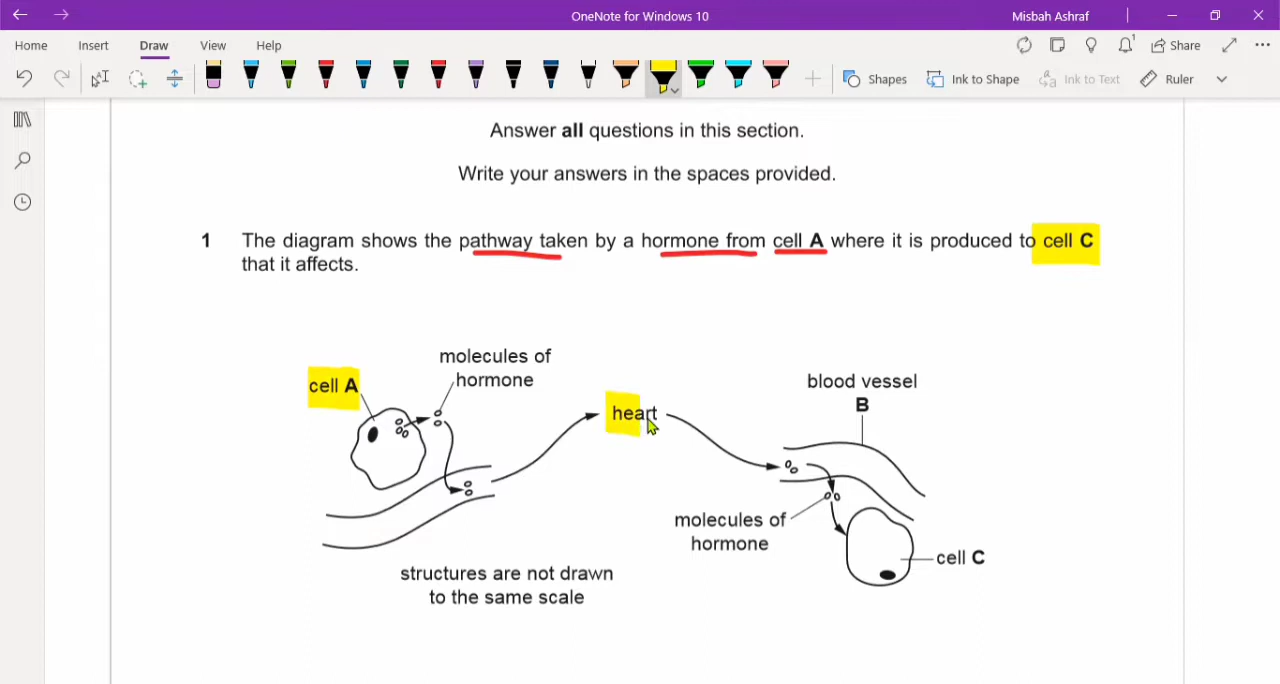 OneNote for Windows 10
Misbah Ashraf
Home Insert Draw View Help
1
Share
Shapes
Ink to Shape
Ink to Text
Ruler
Answer all questions in this section.
Write your answers in the spaces provided.
1 The diagram shows the pathway taken by a hormone from cell A where it is produced to cell C
that it affects.
molecules of
hormone
cell A
heart
blood vessel
B
molecules of
hormone
cell C
structures are not drawn
to the same scale